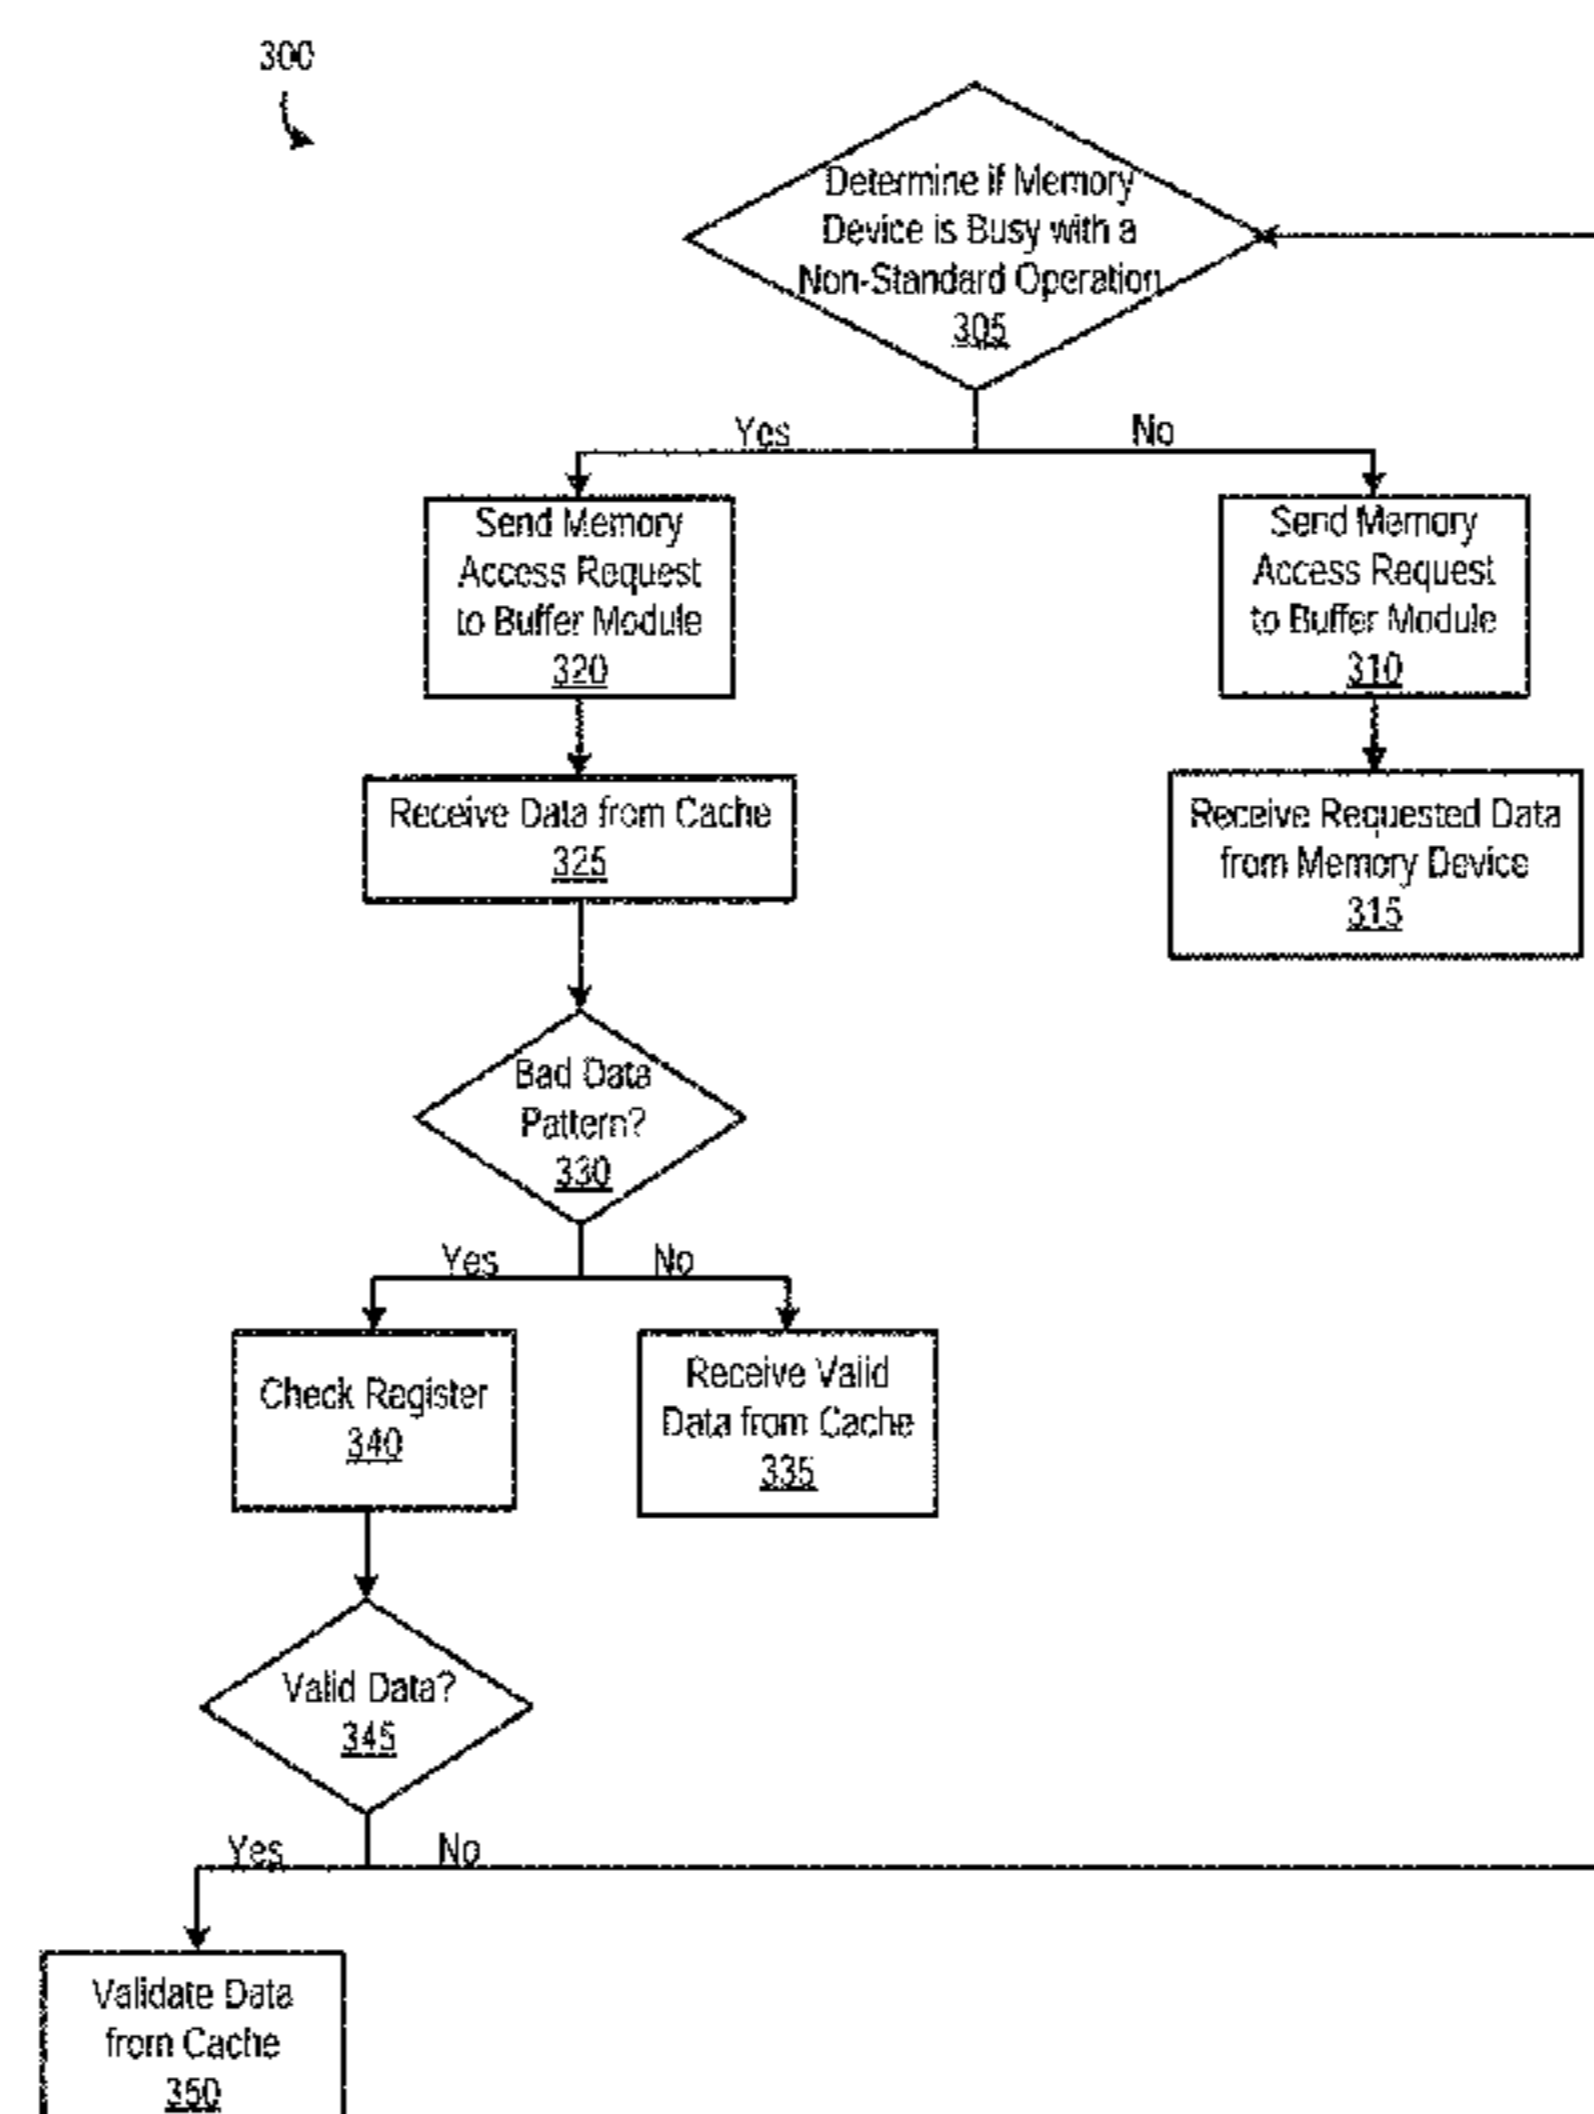 300
Determine if Memory
Device is Busy with a
Non-Standard Operation
305
Yes
No
Send Memory
Access Request
to Buffer Module
320
Send Memory
Access Request
to Buffer Module
310
Receive Data from Cache
325
Receive Requested Data
from Memory Device
315
Bad Data
Pattern?
330
Yes
No
Check Register
340
Receive Valid
Data from Cache
335
Valid Data?
345
Yes
No
Validate Data
from Cache
350